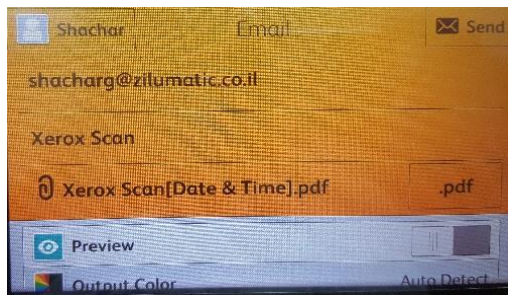 Shachar Email Send
shacharg@zilumatic.co.il
Xerox Scan
Xerox Scan[Date & Time].pdf .pdf
Preview
Output Color Auto Detect